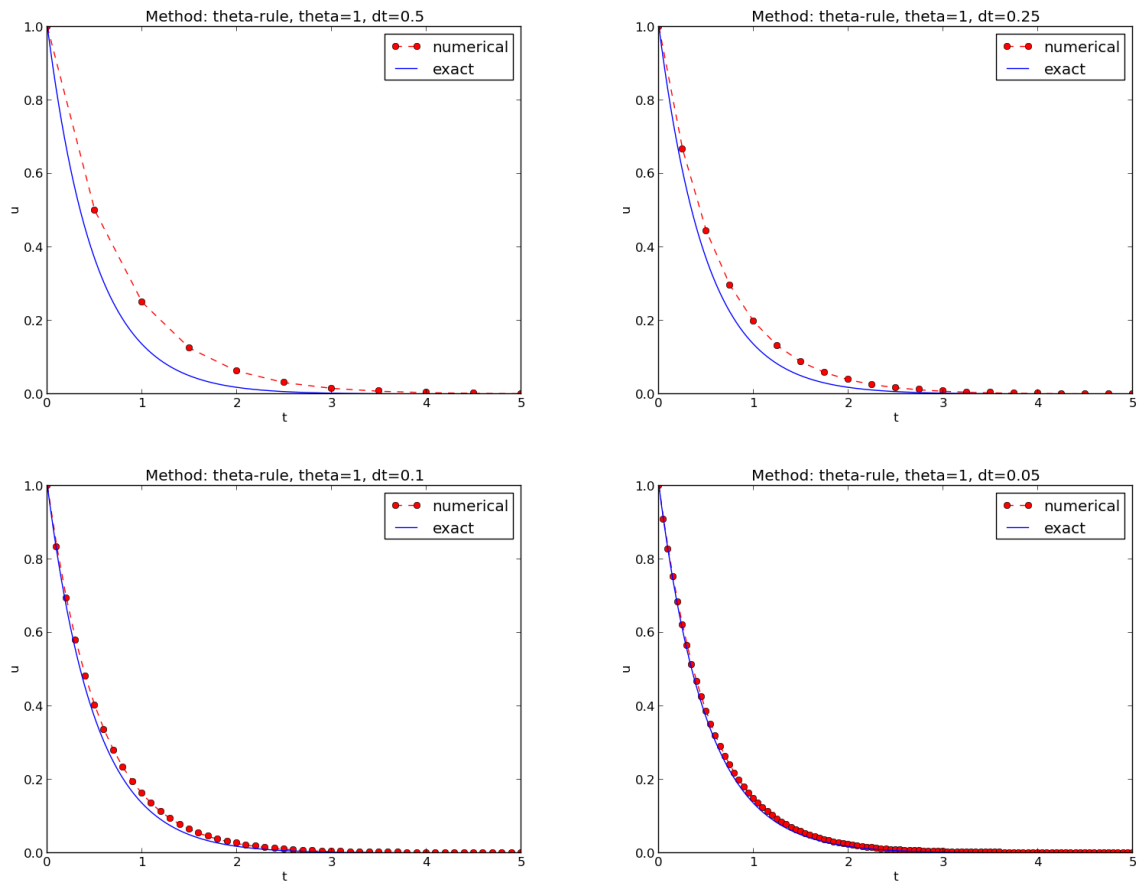 Method: theta-rule, theta=1, dt=0.5
1.0
0.8
0.6
0.4
0.2
0.0
u
numerical
exact
0 1 2 3 4 5
t
Method: theta-rule, theta=1, dt=0.25
1.0
0.8
0.6
0.4
0.2
0.0
u
numerical
exact
0 1 2 3 4 5
t
Method: theta-rule, theta=1, dt=0.1
1.0
0.8
0.6
0.4
0.2
0.0
u
numerical
exact
0 1 2 3 4 5
t
Method: theta-rule, theta=1, dt=0.05
1.0
0.8
0.6
0.4
0.2
0.0
u
numerical
exact
0 1 2 3 4 5
t